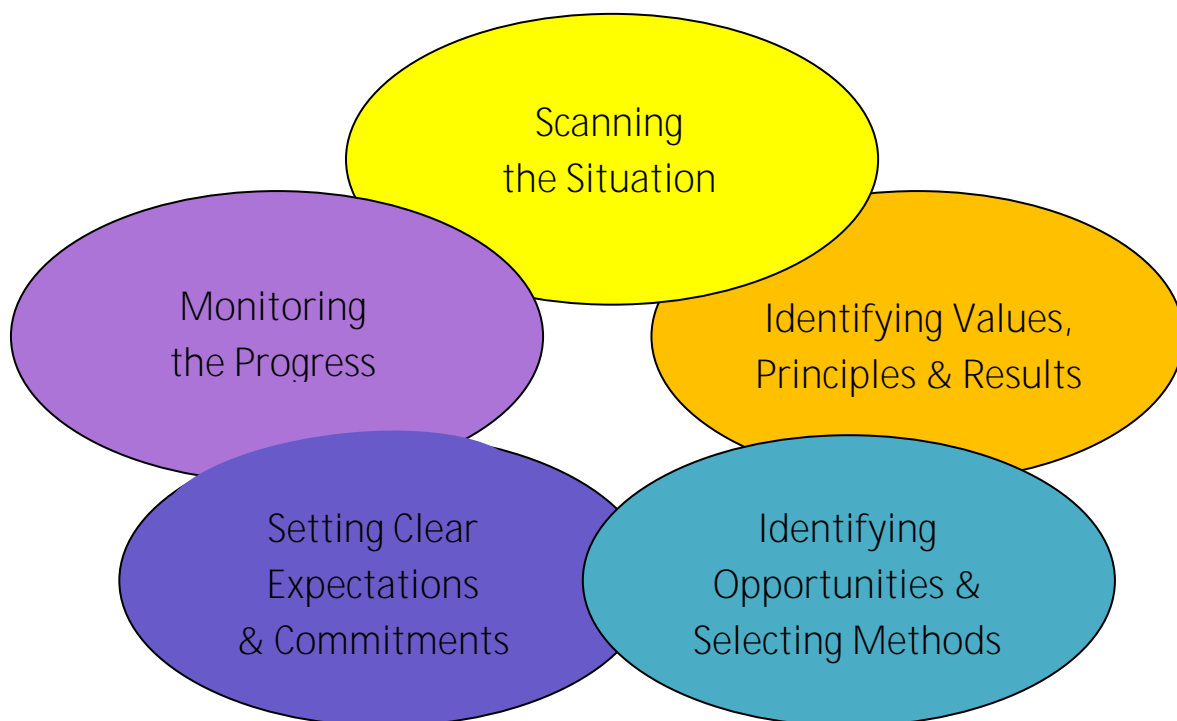 Scanning
the Situation
Identifying Values,
Principles & Results
Identifying
Opportunities &
Selecting Methods
Setting Clear
Expectations
& Commitments
Monitoring
the Progress